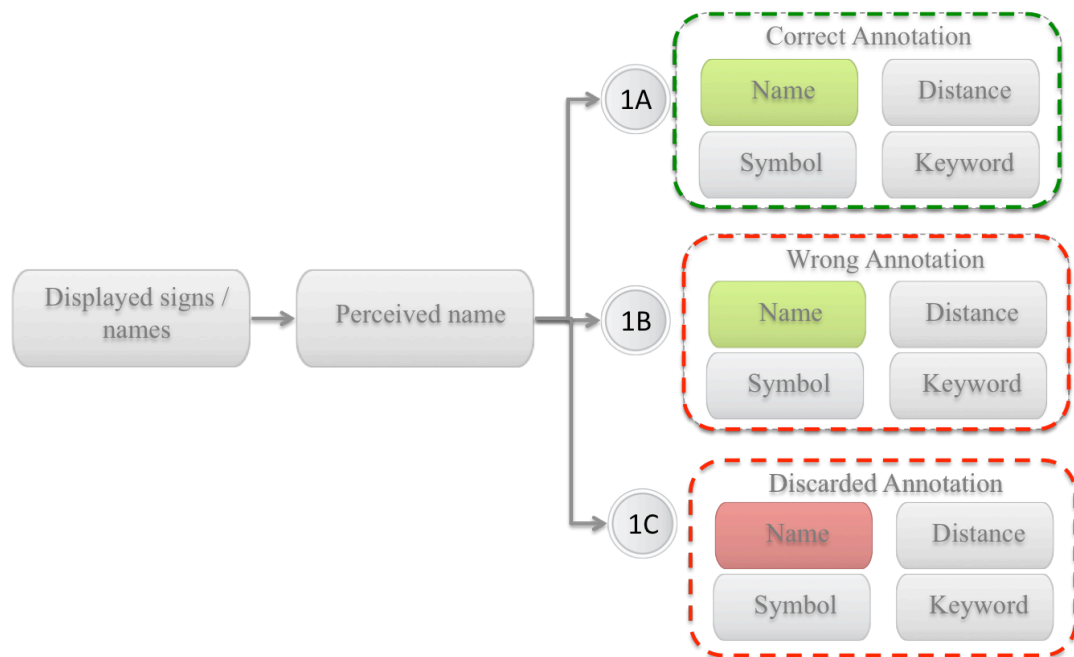 Displayed signs /
names
Perceived name
1A
Correct Annotation
Name
Distance
Symbol
Keyword
1B
Wrong Annotation
Name
Distance
Symbol
Keyword
1C
Discarded Annotation
Name
Distance
Symbol
Keyword